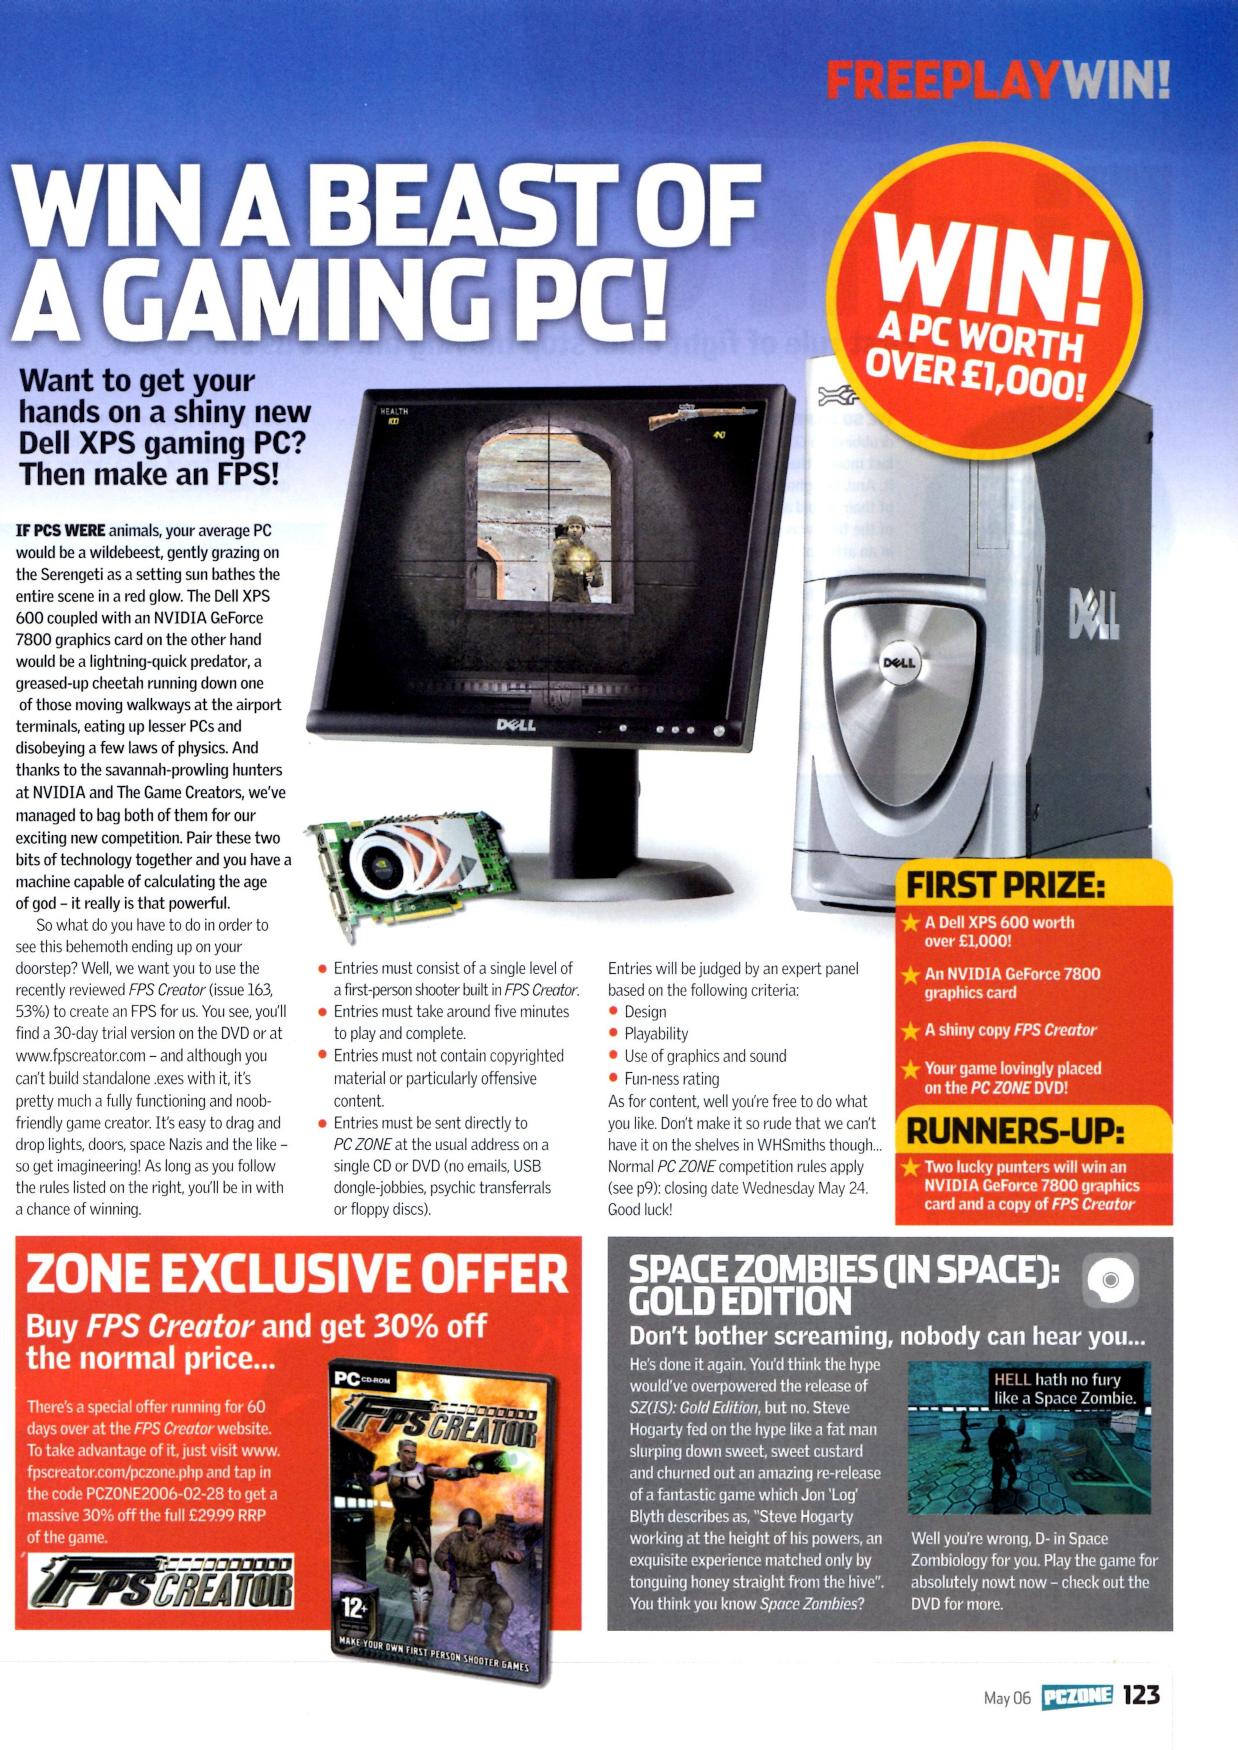 FREEPLAYWIN!
WIN A BEAST OF
A GAMING PC!
WIN!
A PC WORTH
OVER £1,000!
Want to get your
hands on a shiny new
Dell XPS gaming PC?
Then make an FPS!
IF PCS WERE animals, your average PC
would be a wildebeest, gently grazing on
the Serengeti as a setting sun bathes the
entire scene in a red glow. The Dell XPS
600 coupled with an NVIDIA GeForce
7800 graphics card on the other hand
would be a lightning-quick predator, a
greased-up cheetah running down one
of those moving walkways at the airport
terminals, eating up lesser PCs and
disobeying a few laws of physics. And
thanks to the savannah-prowling hunters
at NVIDIA and The Game Creators, we've
managed to bag both of them for our
exciting new competition. Pair these two
bits of technology together and you have a
machine capable of calculating the age
of god – it really is that powerful.
So what do you have to do in order to
see this behemoth ending up on your
doorstep? Well, we want you to use the
recently reviewed FPS Creator (issue 163,
53%) to create an FPS for us. You see, you'll
find a 30-day trial version on the DVD or at
www.fpscreator.com – and although you
can't build standalone .exes with it, it's
pretty much a fully functioning and noob-
friendly game creator. It's easy to drag and
drop lights, doors, space Nazis and the like –
so get imagineering! As long as you follow
the rules listed on the right, you'll be in with
a chance of winning.
HEALTH
100
DELL
DELL
DELL
● Entries must consist of a single level of
a first-person shooter built in FPS Creator.
● Entries must take around five minutes
to play and complete.
● Entries must not contain copyrighted
material or particularly offensive
content.
● Entries must be sent directly to
PC ZONE at the usual address on a
single CD or DVD (no emails, USB
dongle-jobbies, psychic transferrals
or floppy discs).
Entries will be judged by an expert panel
based on the following criteria:
● Design
● Playability
● Use of graphics and sound
● Fun-ness rating
As for content, well you're free to do what
you like. Don't make it so rude that we can't
have it on the shelves in WHSmiths though...
Normal PC ZONE competition rules apply
(see p9): closing date Wednesday May 24.
Good luck!
FIRST PRIZE:
★ A Dell XPS 600 worth
over £1,000!
★ An NVIDIA GeForce 7800
graphics card
★ A shiny copy FPS Creator
★ Your game lovingly placed
on the PC ZONE DVD!
RUNNERS-UP:
★ Two lucky punters will win an
NVIDIA GeForce 7800 graphics
card and a copy of FPS Creator
ZONE EXCLUSIVE OFFER
Buy FPS Creator and get 30% off
the normal price...
There's a special offer running for 60
days over at the FPS Creator website.
To take advantage of it, just visit www.
fpscreator.com/pczone.php and tap in
the code PCZONE2006-02-28 to get a
massive 30% off the full £29.99 RRP
of the game.
FPS CREATOR
PC CD-ROM
FPS CREATOR
12+
MAKE YOUR OWN FIRST PERSON SHOOTER GAMES
SPACE ZOMBIES (IN SPACE):
GOLD EDITION
Don't bother screaming, nobody can hear you...
He's done it again. You'd think the hype
would've overpowered the release of
SZ(IS): Gold Edition, but no. Steve
Hogarty fed on the hype like a fat man
slurping down sweet, sweet custard
and churned out an amazing re-release
of a fantastic game which Jon 'Log'
Blyth describes as, "Steve Hogarty
working at the height of his powers, an
exquisite experience matched only by
tonguing honey straight from the hive".
You think you know Space Zombies?
HELL hath no fury
like a Space Zombie.
Well you're wrong, D- in Space
Zombiology for you. Play the game for
absolutely nowt now – check out the
DVD for more.
May 06 PCZONE 123